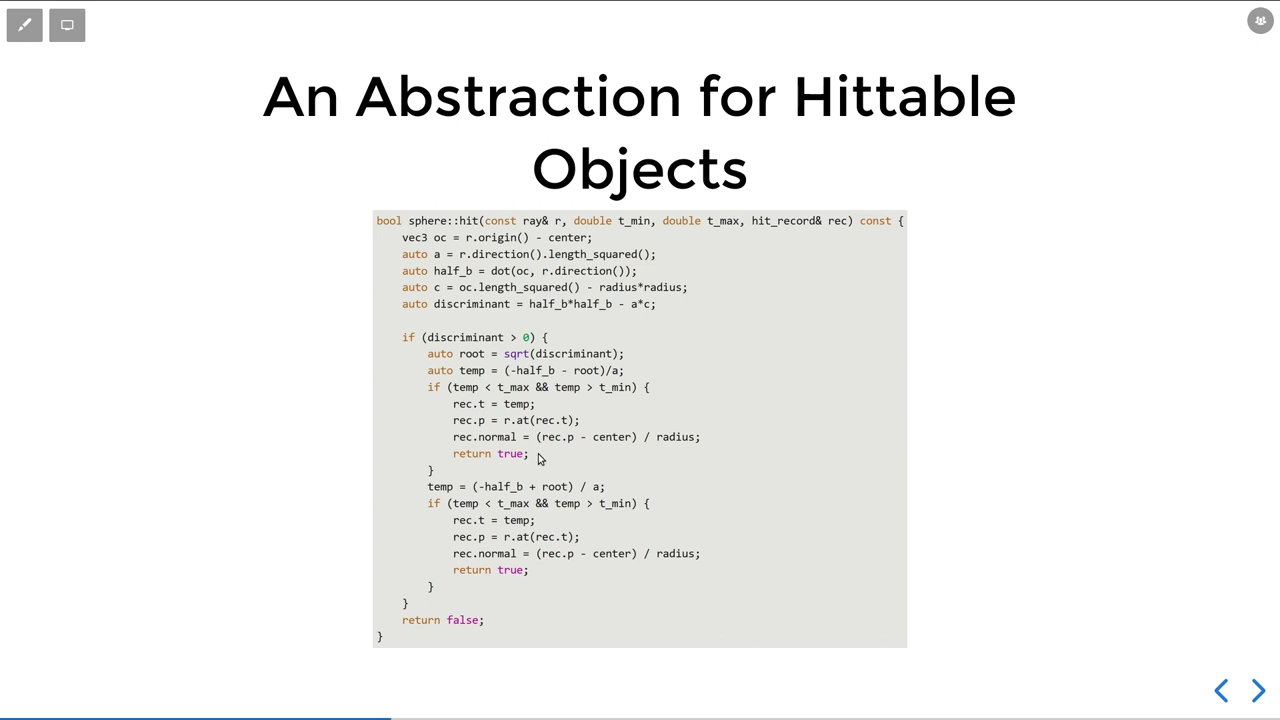 An Abstraction for Hittable
Objects
bool sphere::hit(const ray& r, double t_min, double t_max, hit_record& rec) const {
    vec3 oc = r.origin() - center;
    auto a = r.direction().length_squared();
    auto half_b = dot(oc, r.direction());
    auto c = oc.length_squared() - radius*radius;
    auto discriminant = half_b*half_b - a*c;

    if (discriminant > 0) {
        auto root = sqrt(discriminant);
        auto temp = (-half_b - root)/a;
        if (temp < t_max && temp > t_min) {
            rec.t = temp;
            rec.p = r.at(rec.t);
            rec.normal = (rec.p - center) / radius;
            return true;
        }
        temp = (-half_b + root) / a;
        if (temp < t_max && temp > t_min) {
            rec.t = temp;
            rec.p = r.at(rec.t);
            rec.normal = (rec.p - center) / radius;
            return true;
        }
    }
    return false;
}